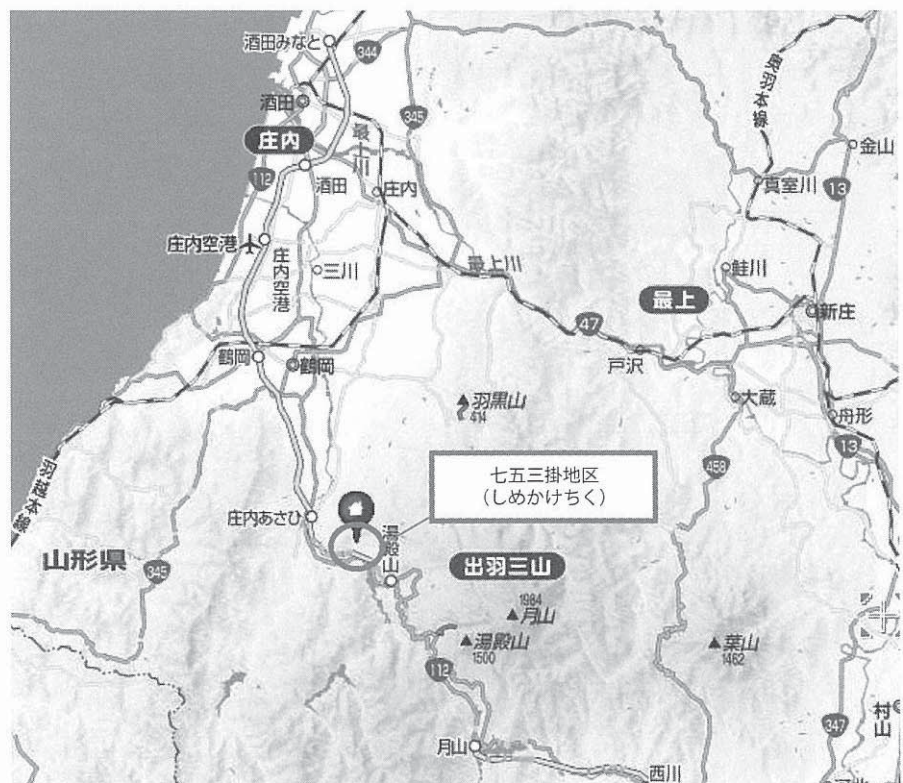 酒田みなと
344
酒田
345
奥羽本線
庄内
最上川
金山
112
酒田
庄内
真室川
13
庄内空港
庄内空港
三川
最上川
鮭川
最上
新庄
47
鶴岡
鶴岡
戸沢
大蔵
羽黒山
414
舟形
13
七五三掛地区
(しめかけちく)
458
羽越本線
庄内あさひ
湯殿山
山形県
345
出羽三山
1984
月山
湯殿山
1500
葉山
1462
112
村山
347
月山
西川